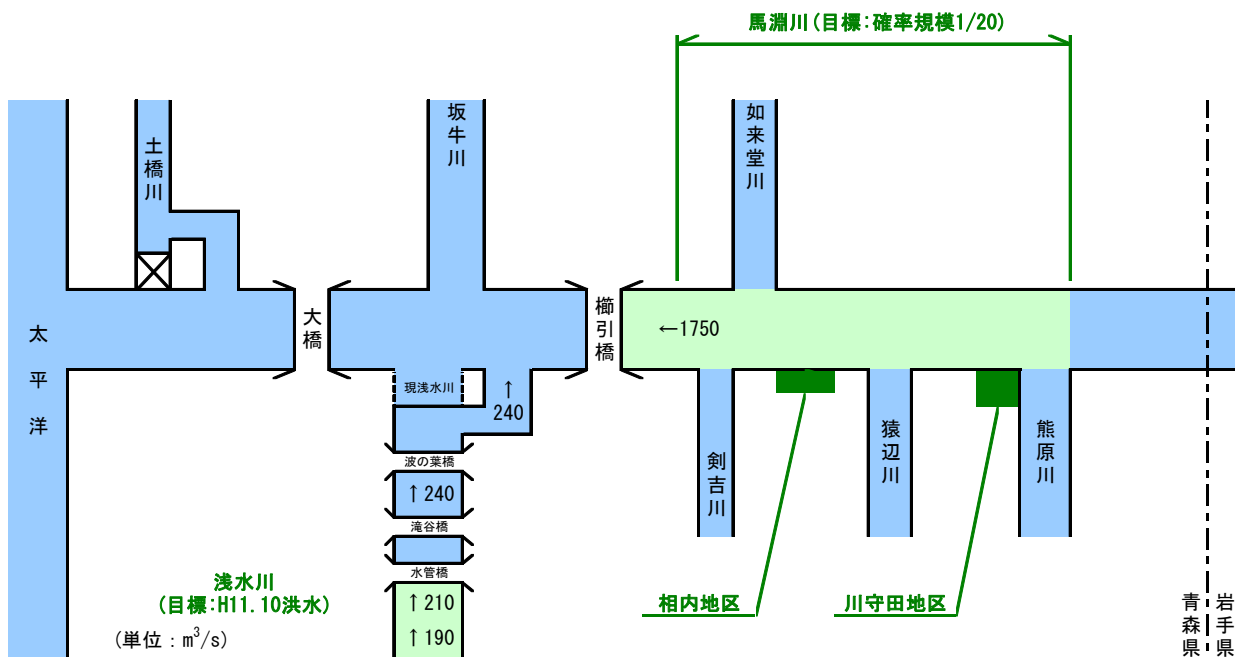 馬淵川(目標:確率規模1/20)
土橋川
坂牛川
如来堂川
太平洋
大橋
櫛引橋
←1750
現浅水川
↑
240
波の葉橋
↑240
滝谷橋
水管橋
↑210
↑190
剣吉川
猿辺川
熊原川
浅水川
(目標:H11.10洪水)
(単位:m³/s)
相内地区
川守田地区
青森県
岩手県